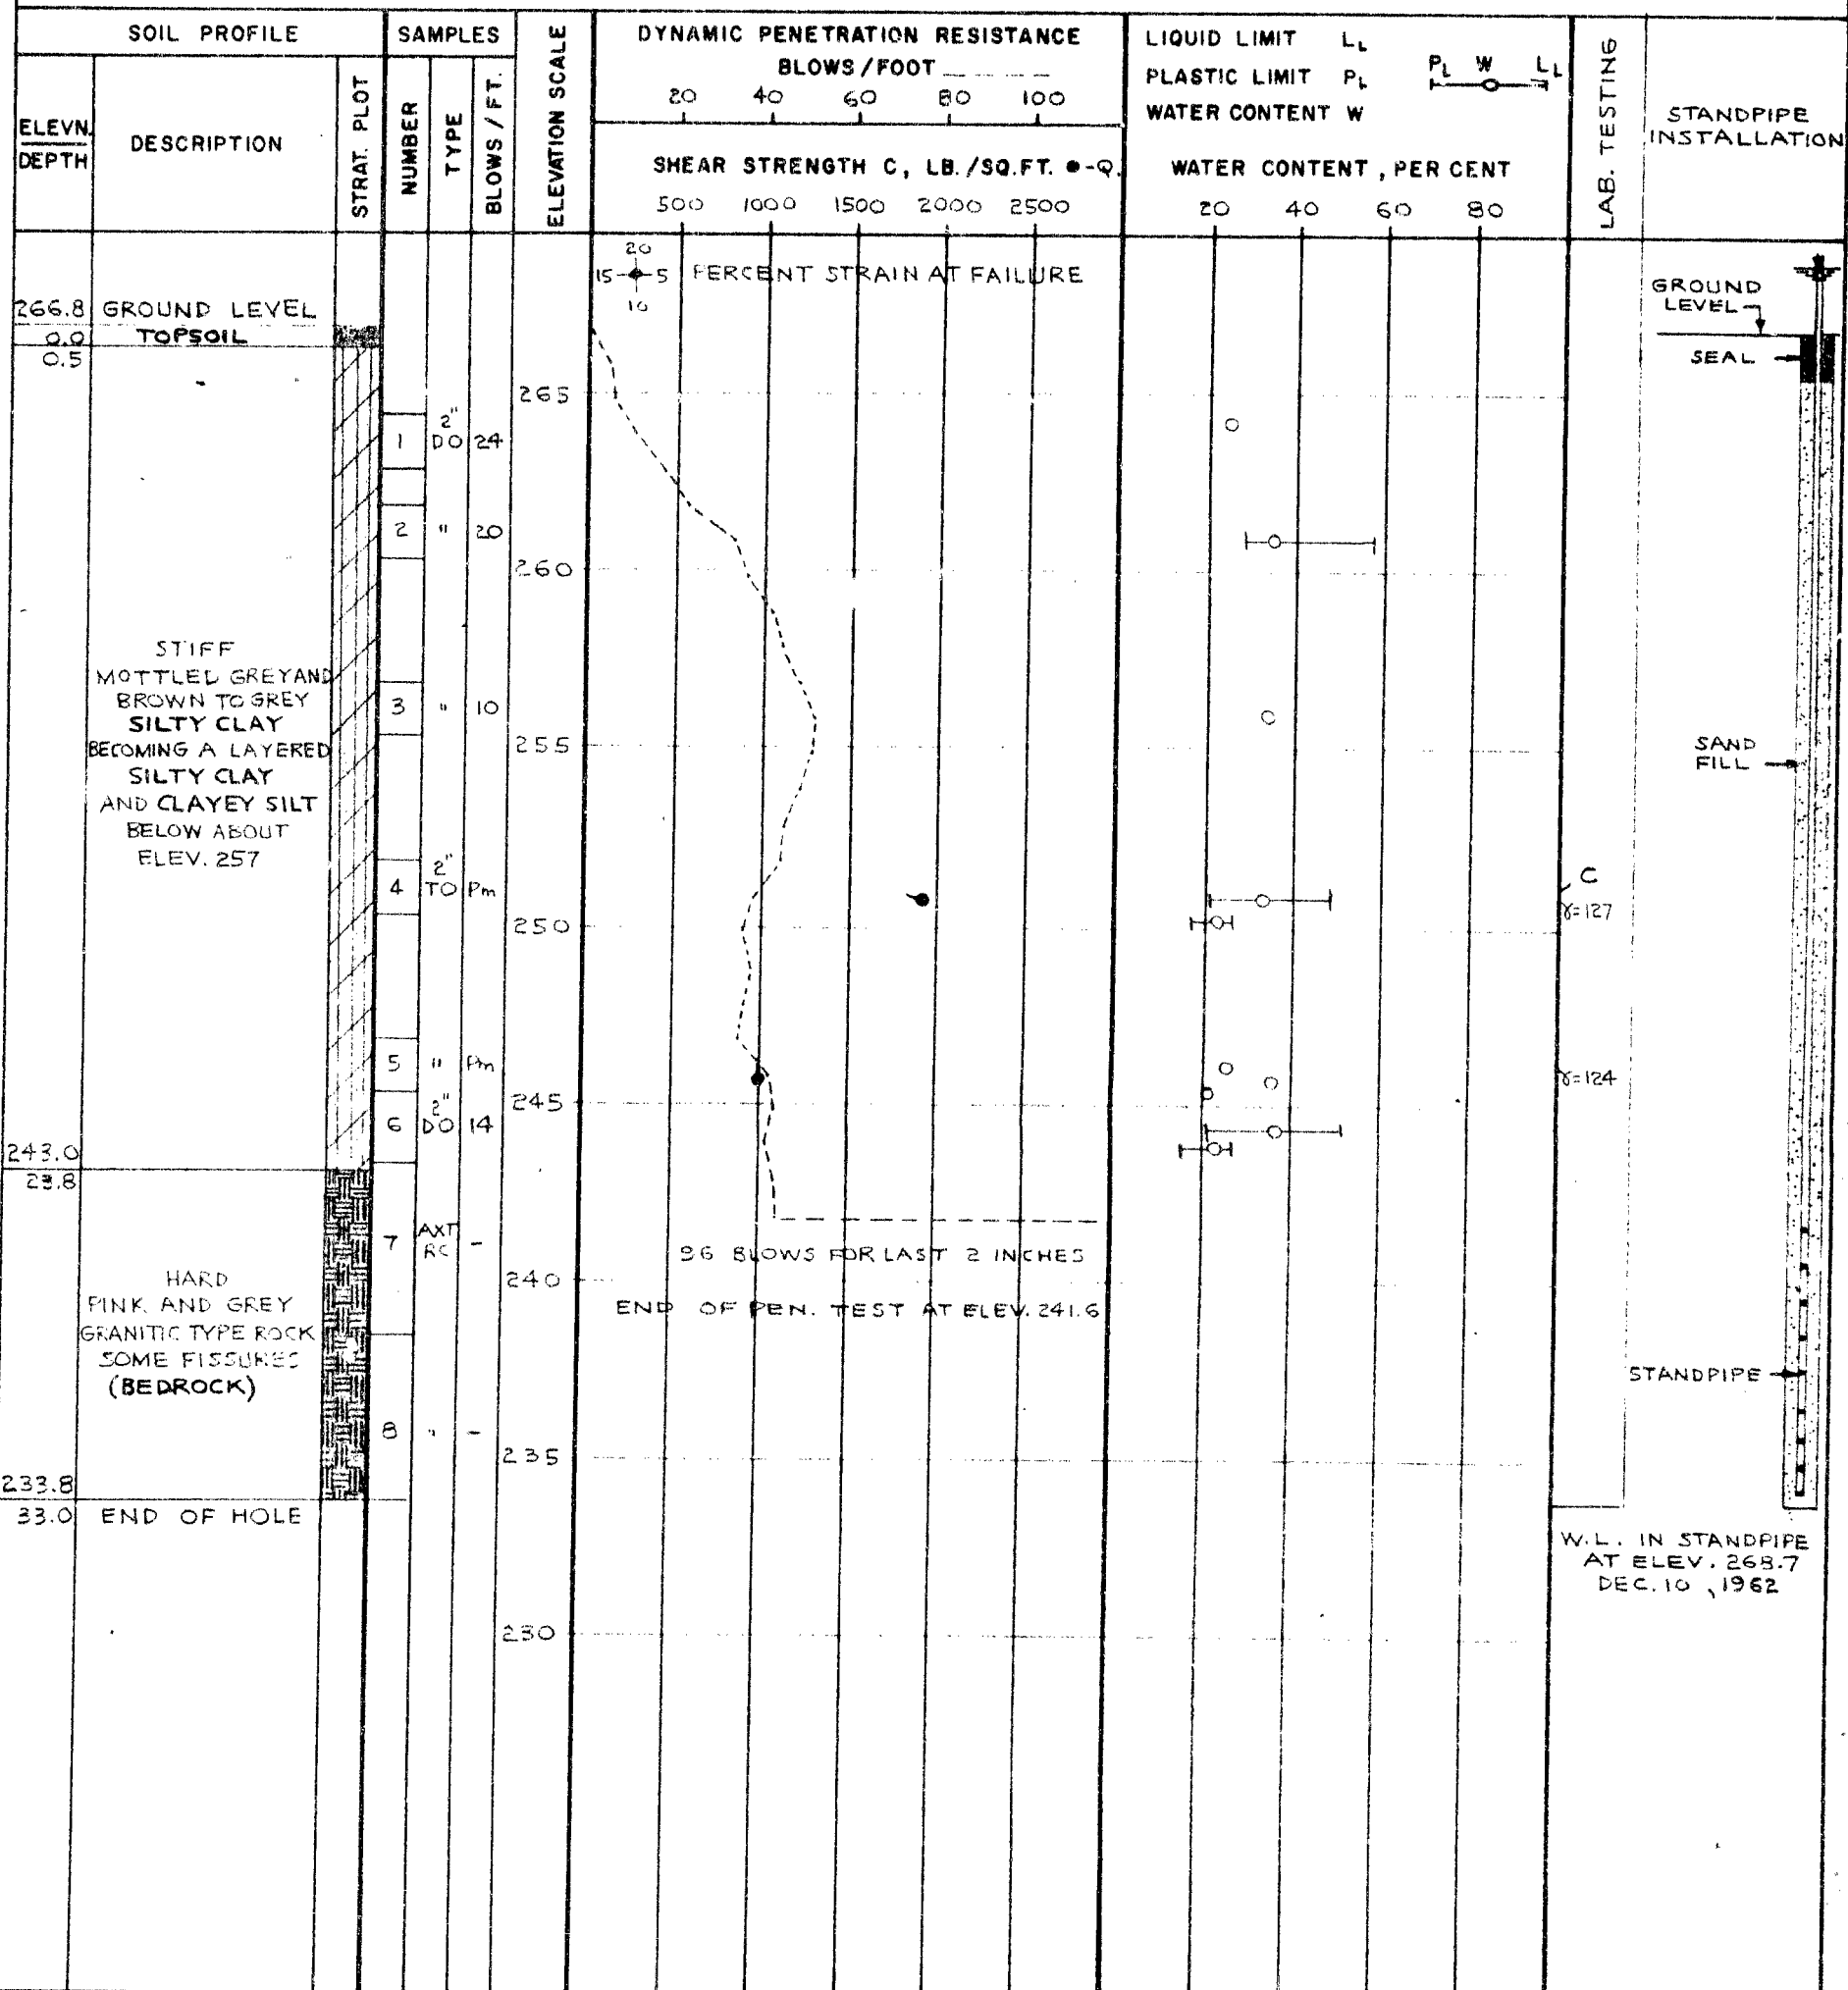 SOIL PROFILE
SAMPLES
ELEVATION SCALE
DYNAMIC PENETRATION RESISTANCE
BLOWS / FOOT
20 40 60 80 100
SHEAR STRENGTH C, LB./SQ.FT. ●-Q.
500 1000 1500 2000 2500
LIQUID LIMIT LL
PLASTIC LIMIT PL
WATER CONTENT W
PL W LL
WATER CONTENT, PER CENT
20 40 60 80
LAB. TESTING
STANDPIPE
INSTALLATION
ELEVN.
DEPTH
DESCRIPTION
STRAT. PLOT
NUMBER
TYPE
BLOWS / FT.
20
15 5
10
PERCENT STRAIN AT FAILURE
266.8 GROUND LEVEL
0.0 TOPSOIL
0.5
GROUND
LEVEL
SEAL
265
1 2" DO 24
2 " 20
260
STIFF
MOTTLED GREY AND
BROWN TO GREY
SILTY CLAY
BECOMING A LAYERED
SILTY CLAY
AND CLAYEY SILT
BELOW ABOUT
ELEV. 257
3 " 10
255
SAND
FILL
4 2" TO Pm
C
γ=127
250
5 " Pm
γ=124
245
6 2" DO 14
243.0
23.8
7 AXT RC -
96 BLOWS FOR LAST 2 INCHES
240
END OF PEN. TEST AT ELEV. 241.6
HARD
PINK AND GREY
GRANITIC TYPE ROCK
SOME FISSURES
(BEDROCK)
STANDPIPE
8 " -
235
233.8
33.0 END OF HOLE
W.L. IN STANDPIPE
AT ELEV. 268.7
DEC. 10, 1962
230